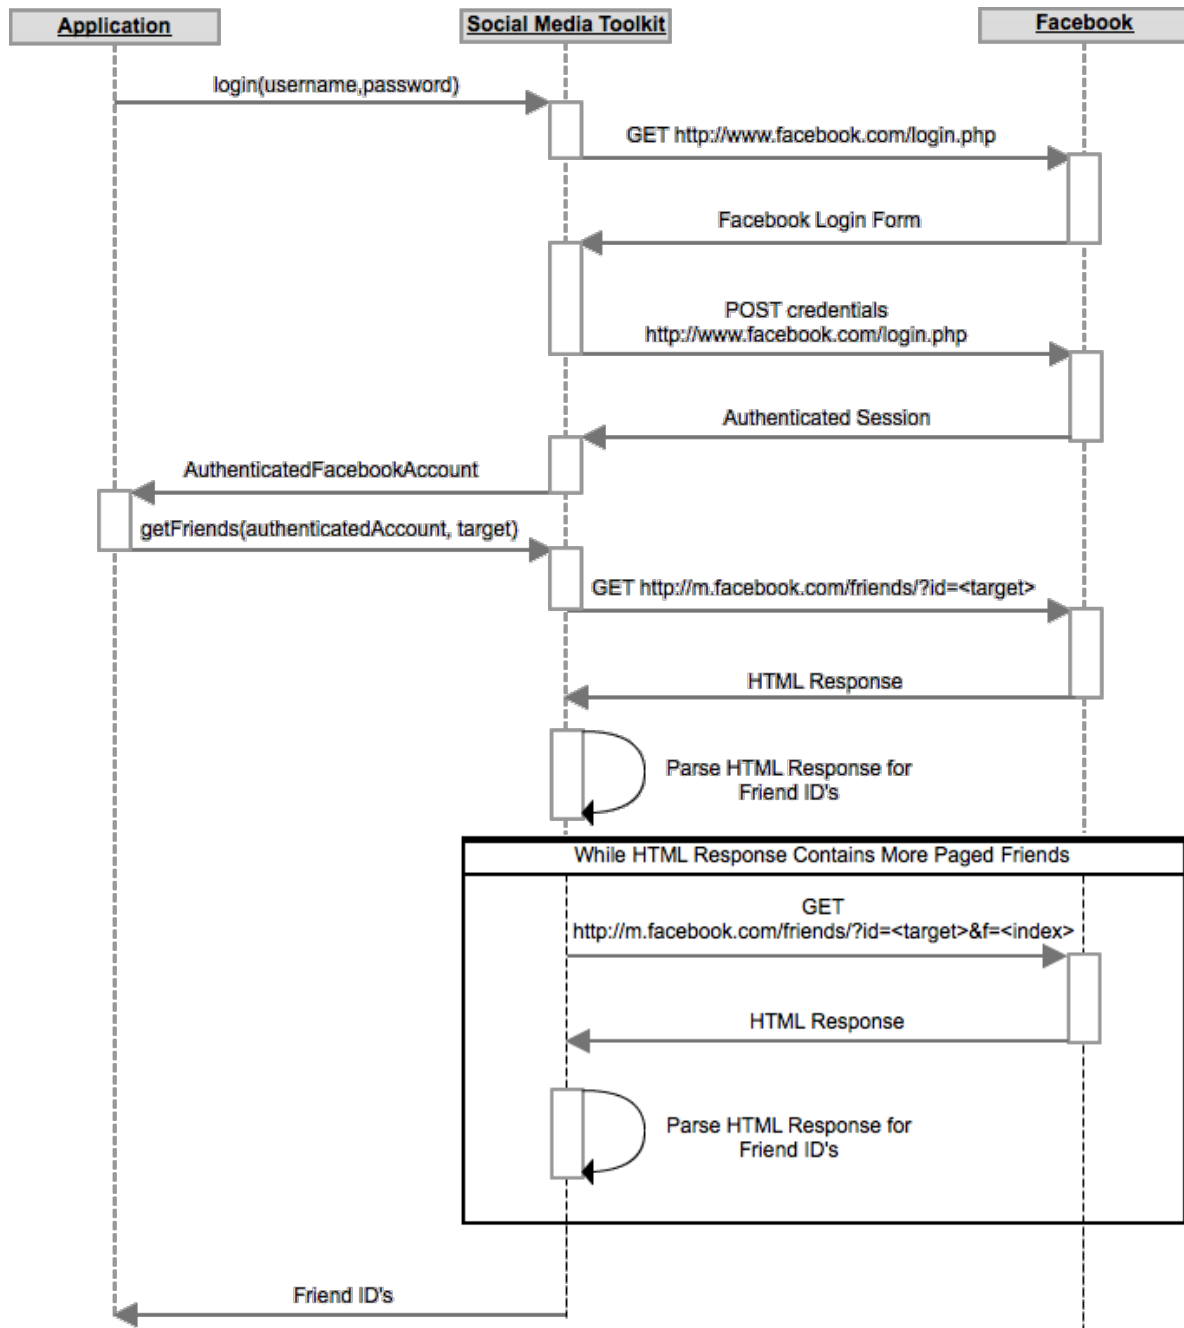 Application
Social Media Toolkit
Facebook
login(username,password)
GET http://www.facebook.com/login.php
Facebook Login Form
POST credentials
http://www.facebook.com/login.php
Authenticated Session
AuthenticatedFacebookAccount
getFriends(authenticatedAccount, target)
GET http://m.facebook.com/friends/?id=<target>
HTML Response
Parse HTML Response for
Friend ID's
While HTML Response Contains More Paged Friends
GET
http://m.facebook.com/friends/?id=<target>&f=<index>
HTML Response
Parse HTML Response for
Friend ID's
Friend ID's